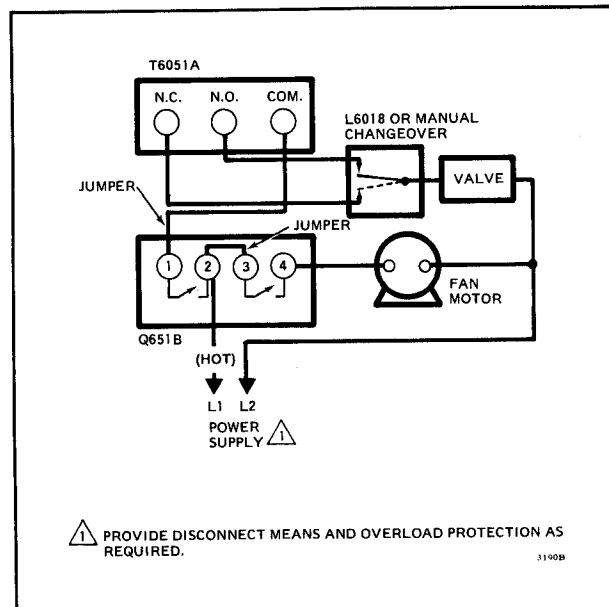 T6051A
N.C. N.O. COM.
L6018 OR MANUAL
CHANGEOVER
VALVE
JUMPER
JUMPER
1 2 3 4
FAN
MOTOR
Q651B
(HOT)
L1 L2
POWER
SUPPLY 1
1 PROVIDE DISCONNECT MEANS AND OVERLOAD PROTECTION AS
REQUIRED.
3190B